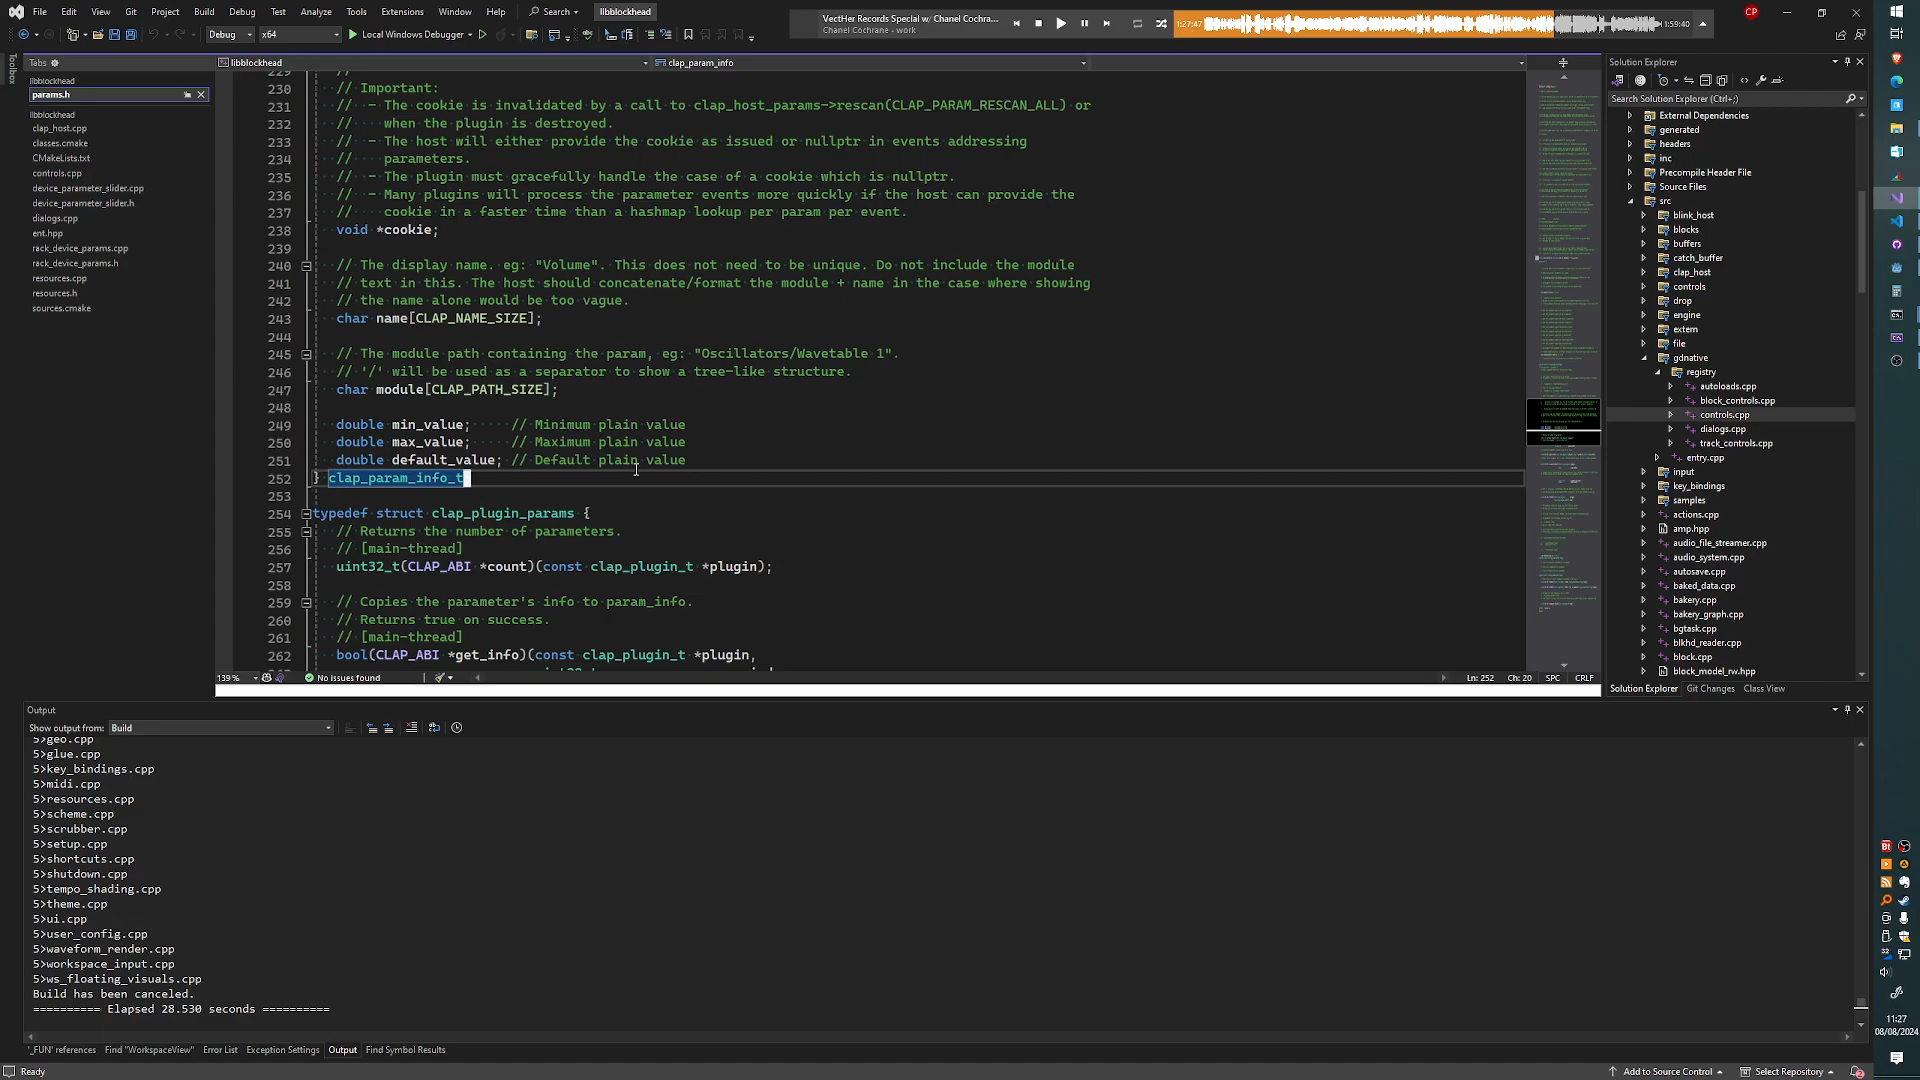 File Edit View Git Project Build Debug Test Analyze Tools Extensions Window Help Search libblockhead
VectHer Records Special w/ Chanel Cochra...
Chanel Cochrane - work
1:27:47
1:59:40
CP
Debug x64 Local Windows Debugger
Toolbox
Tabs
libblockhead
params.h
libblockhead
clap_host.cpp
classes.cmake
CMakeLists.txt
controls.cpp
device_parameter_slider.cpp
device_parameter_slider.h
dialogs.cpp
ent.hpp
rack_device_params.cpp
rack_device_params.h
resources.cpp
resources.h
sources.cmake
libblockhead clap_param_info
229 //
230 // Important:
231 // - The cookie is invalidated by a call to clap_host_params->rescan(CLAP_PARAM_RESCAN_ALL) or
232 // when the plugin is destroyed.
233 // - The host will either provide the cookie as issued or nullptr in events addressing
234 // parameters.
235 // - The plugin must gracefully handle the case of a cookie which is nullptr.
236 // - Many plugins will process the parameter events more quickly if the host can provide the
237 // cookie in a faster time than a hashmap lookup per param per event.
238 void *cookie;
239
240 // The display name. eg: "Volume". This does not need to be unique. Do not include the module
241 // text in this. The host should concatenate/format the module + name in the case where showing
242 // the name alone would be too vague.
243 char name[CLAP_NAME_SIZE];
244
245 // The module path containing the param, eg: "Oscillators/Wavetable 1".
246 // '/' will be used as a separator to show a tree-like structure.
247 char module[CLAP_PATH_SIZE];
248
249 double min_value; // Minimum plain value
250 double max_value; // Maximum plain value
251 double default_value; // Default plain value
252 } clap_param_info_t
253
254 typedef struct clap_plugin_params {
255 // Returns the number of parameters.
256 // [main-thread]
257 uint32_t(CLAP_ABI *count)(const clap_plugin_t *plugin);
258
259 // Copies the parameter's info to param_info.
260 // Returns true on success.
261 // [main-thread]
262 bool(CLAP_ABI *get_info)(const clap_plugin_t *plugin,
139 % No issues found Ln: 252 Ch: 20 SPC CRLF
Solution Explorer
Search Solution Explorer (Ctrl+;)
External Dependencies
generated
headers
inc
Precompile Header File
Source Files
src
blink_host
blocks
buffers
catch_buffer
clap_host
controls
drop
engine
extern
file
gdnative
registry
autoloads.cpp
block_controls.cpp
controls.cpp
dialogs.cpp
track_controls.cpp
entry.cpp
input
key_bindings
samples
actions.cpp
amp.hpp
audio_file_streamer.cpp
audio_system.cpp
autosave.cpp
baked_data.cpp
bakery.cpp
bakery_graph.cpp
bgtask.cpp
blkhd_reader.cpp
block.cpp
block_model_rw.hpp
Solution Explorer Git Changes Class View
Output
Show output from: Build
5>geo.cpp
5>glue.cpp
5>key_bindings.cpp
5>midi.cpp
5>resources.cpp
5>scheme.cpp
5>scrubber.cpp
5>setup.cpp
5>shortcuts.cpp
5>shutdown.cpp
5>tempo_shading.cpp
5>theme.cpp
5>ui.cpp
5>user_config.cpp
5>waveform_render.cpp
5>workspace_input.cpp
5>ws_floating_visuals.cpp
Build has been canceled.
========== Elapsed 28.530 seconds ==========
'_FUN' references Find "WorkspaceView" Error List Exception Settings Output Find Symbol Results
Ready
Add to Source Control Select Repository
Bt
32
11:27
08/08/2024